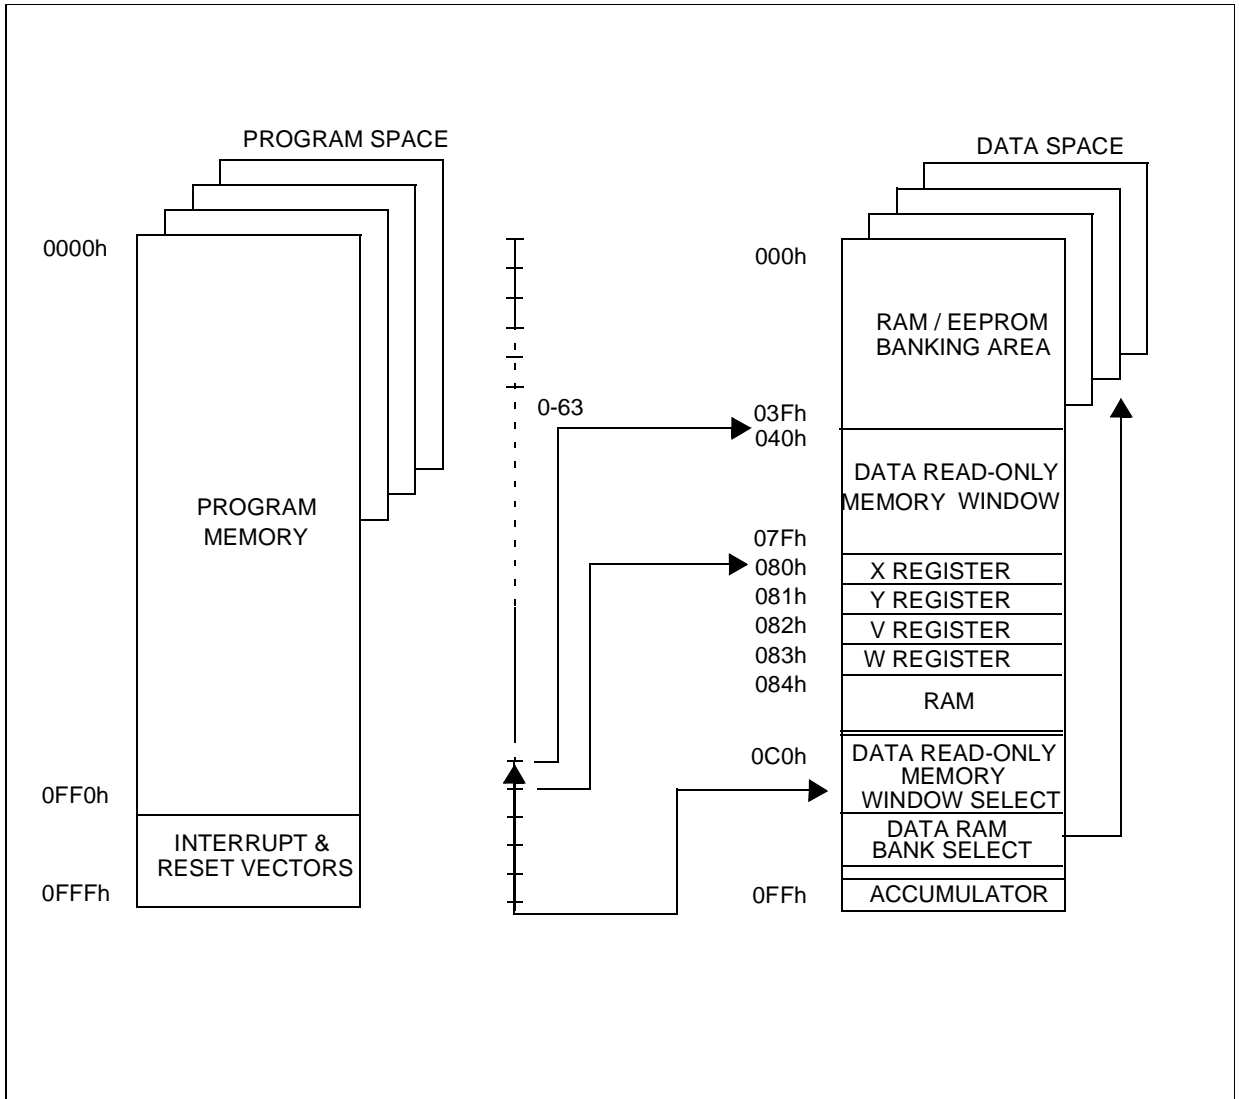 PROGRAM SPACE
0000h
PROGRAM
MEMORY
0FF0h
INTERRUPT &
RESET VECTORS
0FFFh
0-63
DATA SPACE
000h
RAM / EEPROM
BANKING AREA
03Fh
040h
DATA READ-ONLY
MEMORY WINDOW
07Fh
080h
X REGISTER
081h
Y REGISTER
082h
V REGISTER
083h
W REGISTER
084h
RAM
0C0h
DATA READ-ONLY
MEMORY
WINDOW SELECT
DATA RAM
BANK SELECT
0FFh
ACCUMULATOR